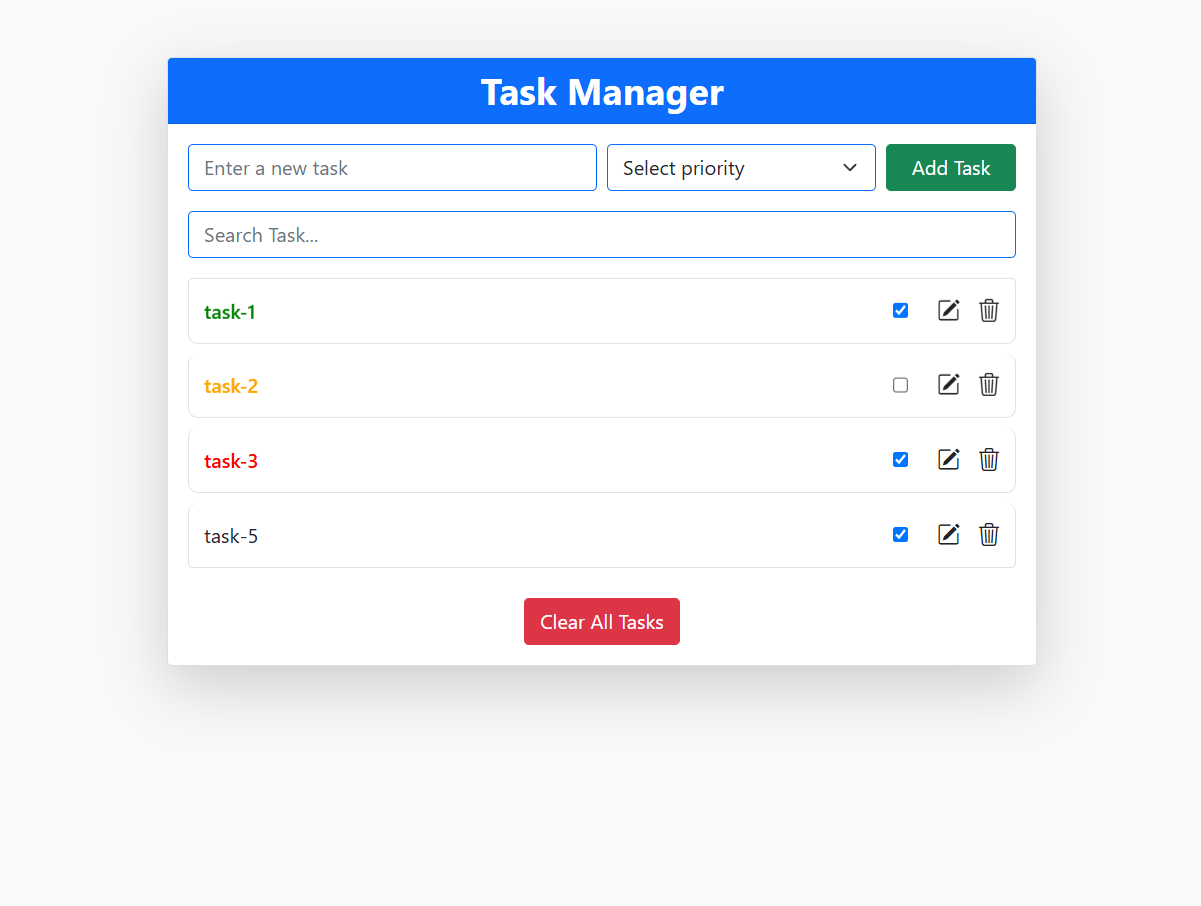 Task Manager
Enter a new task
Select priority
Add Task
Search Task...
task-1
task-2
task-3
task-5
Clear All Tasks